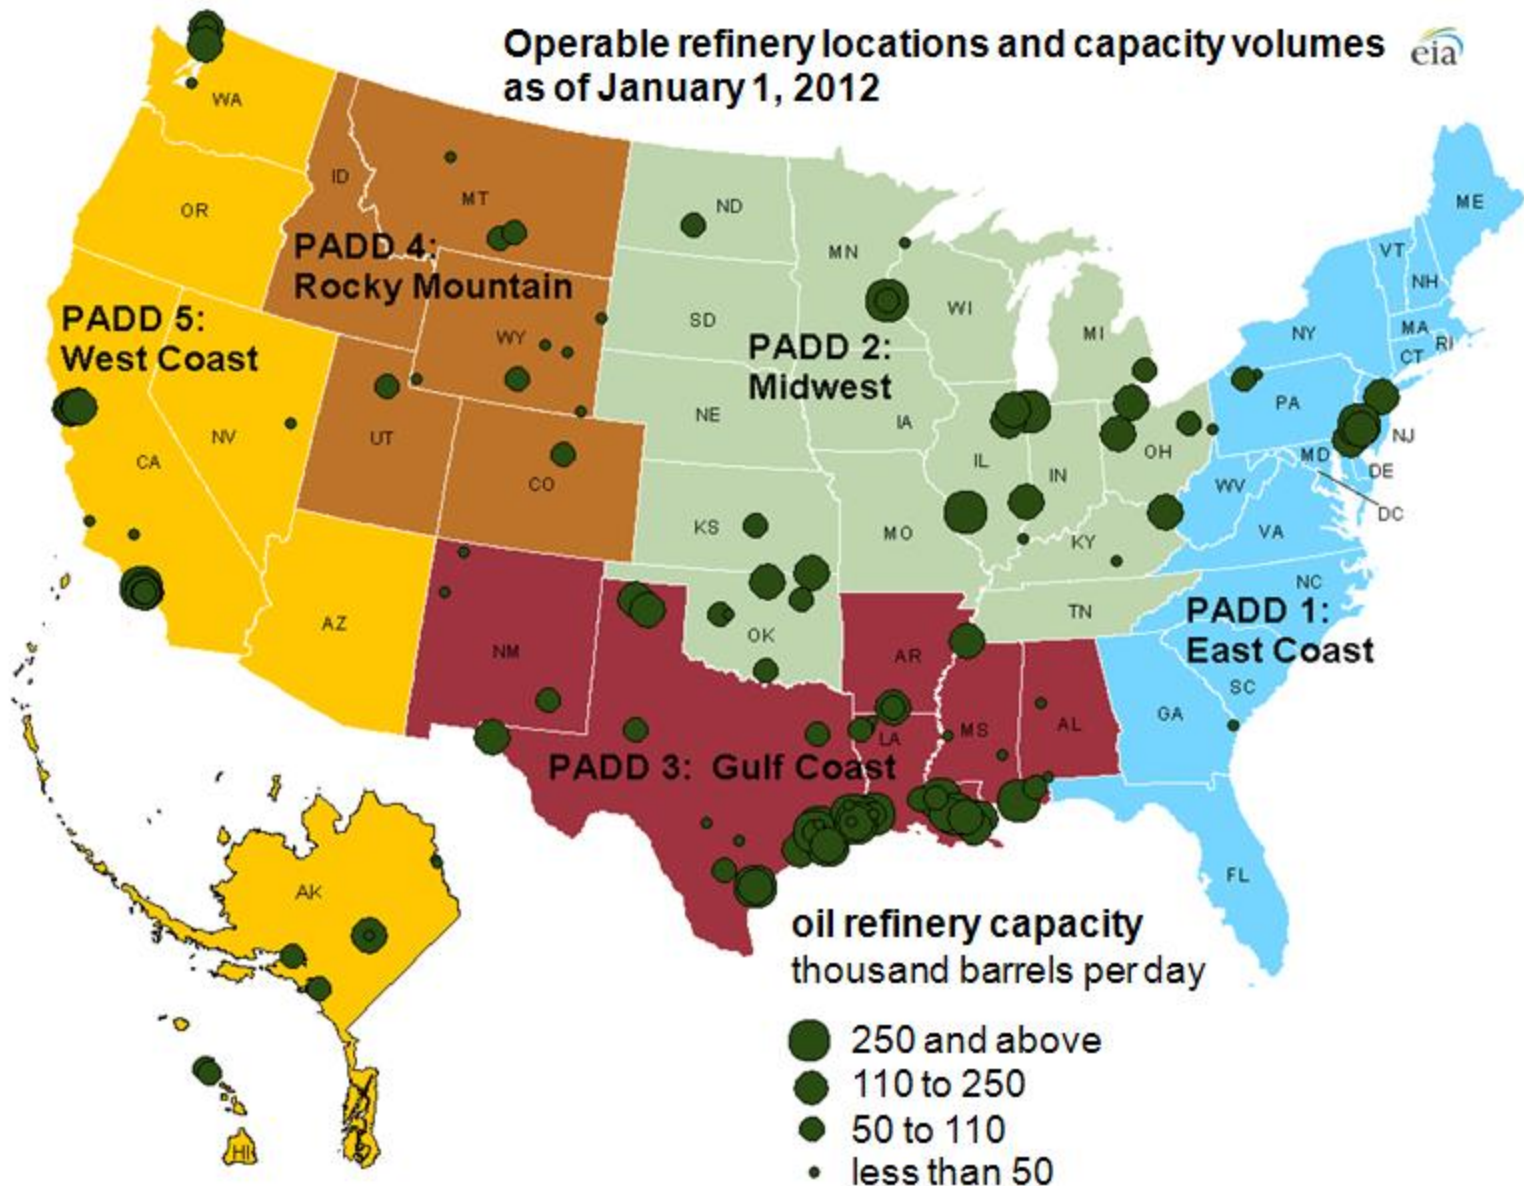 Operable refinery locations and capacity volumes
as of January 1, 2012
eia
WA
OR
ID
MT
ND
MN
ME
VT
NH
PADD 4:
Rocky Mountain
PADD 5:
West Coast
WY
SD
WI
MI
NY
MA
RI
CT
PADD 2:
Midwest
NV
UT
CA
CO
NE
IA
IL
IN
OH
PA
NJ
MD
DE
WV
DC
KS
MO
KY
VA
AZ
NM
OK
AR
TN
NC
PADD 1:
East Coast
SC
MS
AL
GA
LA
PADD 3: Gulf Coast
FL
AK
HI
oil refinery capacity
thousand barrels per day
250 and above
110 to 250
50 to 110
less than 50